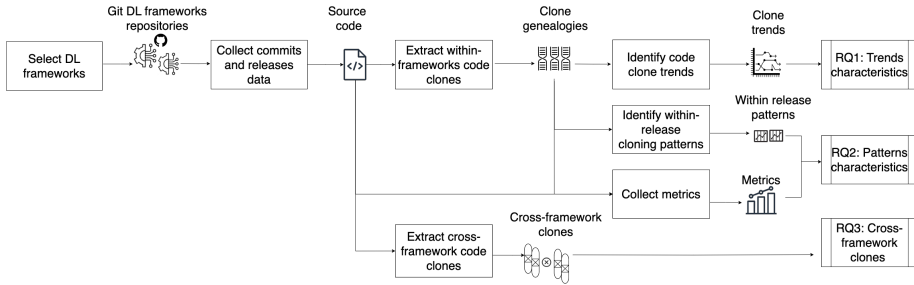 Git DL frameworks
repositories
Source
code
Clone
genealogies
Clone
trends
Select DL
frameworks
Collect commits
and releases
data
</>
Extract within-
frameworks code
clones
Identify code
clone trends
RQ1: Trends
characteristics
Identify within-
release
cloning patterns
Within release
patterns
RQ2: Patterns
characteristics
Collect metrics
Metrics
Extract cross-
framework code
clones
Cross-framework
clones
RQ3: Cross-
framework
clones